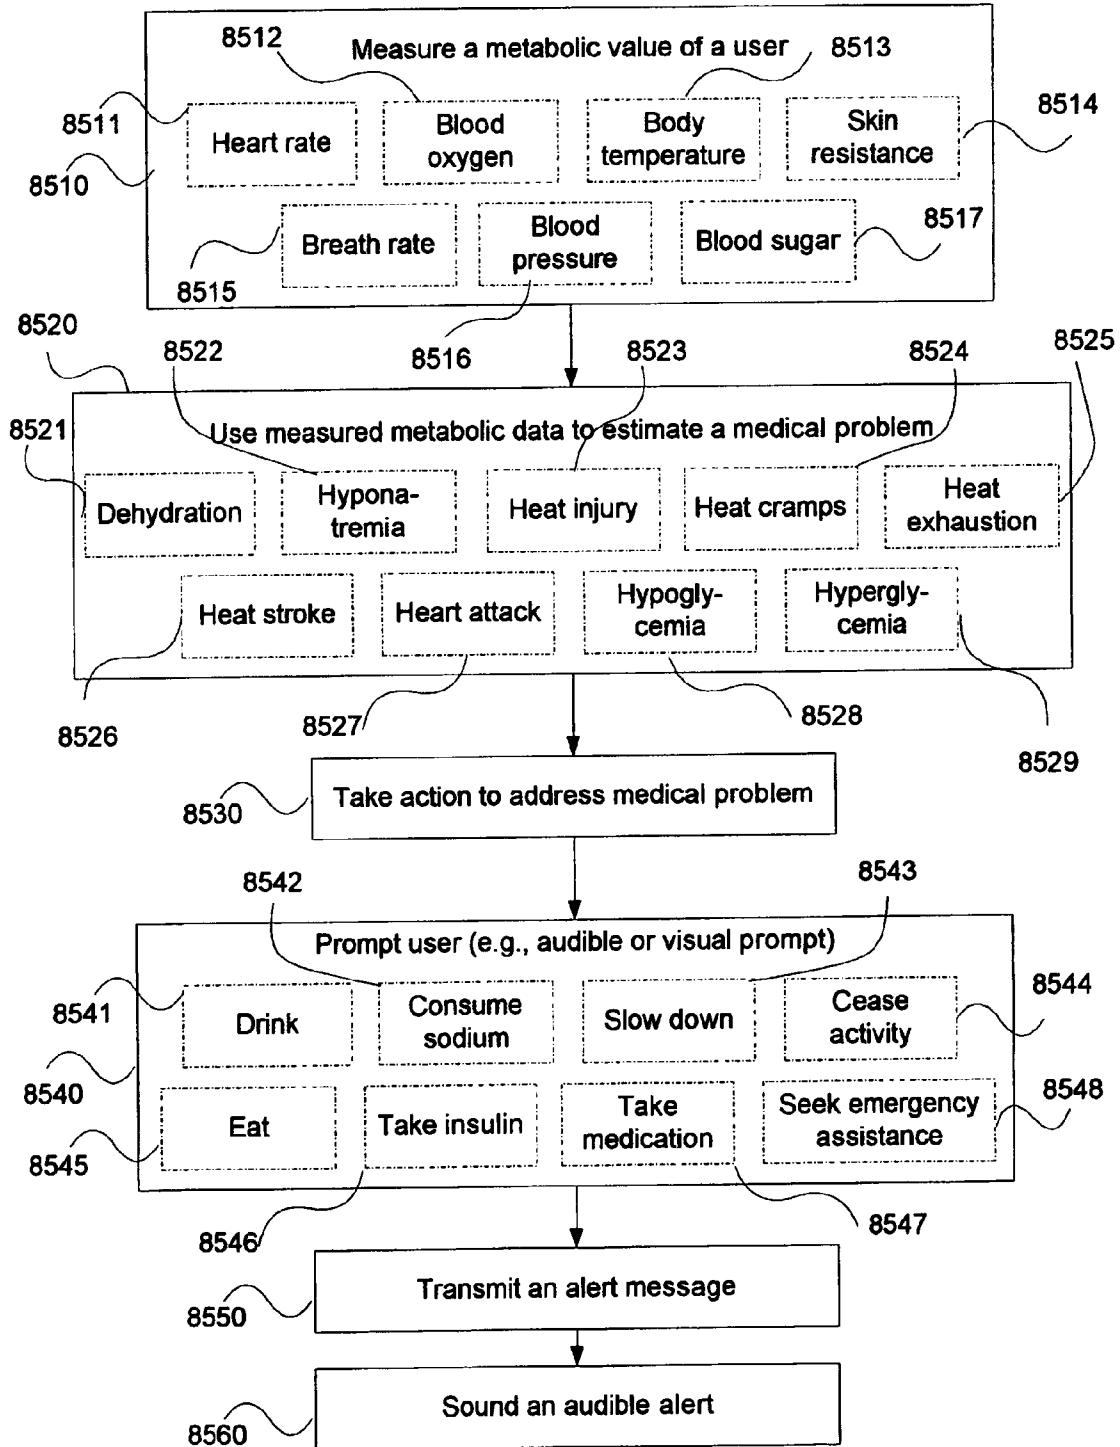 8512
Measure a metabolic value of a user
8513
8511
Heart rate
Blood
oxygen
Body
temperature
Skin
resistance
8514
8510
Breath rate
Blood
pressure
Blood sugar
8517
8515
8516
8520
8522
8523
8524
8525
8521
Use measured metabolic data to estimate a medical problem
Dehydration
Hypona-
tremia
Heat injury
Heat cramps
Heat
exhaustion
Heat stroke
Heart attack
Hypogly-
cemia
Hypergly-
cemia
8526
8527
8528
8529
8530
Take action to address medical problem
8542
8543
Prompt user (e.g., audible or visual prompt)
8541
Drink
Consume
sodium
Slow down
Cease
activity
8544
8540
Eat
Take insulin
Take
medication
Seek emergency
assistance
8548
8545
8546
8547
8550
Transmit an alert message
8560
Sound an audible alert